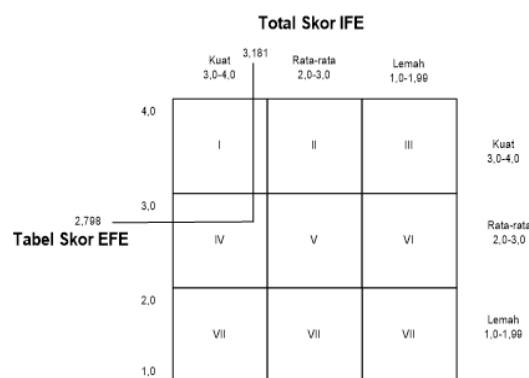 Total Skor IFE
3,181
Kuat
3,0-4,0
Rata-rata
2,0-3,0
Lemah
1,0-1,99
4,0
I
II
III
Kuat
3,0-4,0
3,0
2,798
Tabel Skor EFE
IV
V
VI
Rata-rata
2,0-3,0
2,0
VII
VII
VII
Lemah
1,0-1,99
1,0